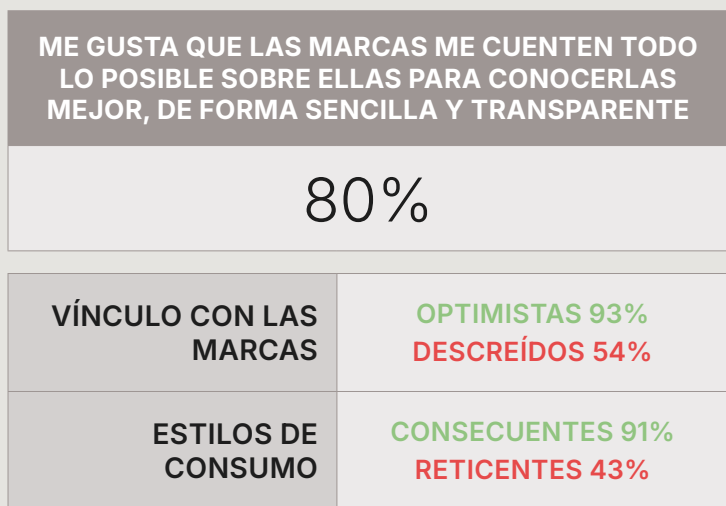 ME GUSTA QUE LAS MARCAS ME CUENTEN TODO
LO POSIBLE SOBRE ELLAS PARA CONOCERLAS
MEJOR, DE FORMA SENCILLA Y TRANSPARENTE
80%
VÍNCULO CON LAS
MARCAS
OPTIMISTAS 93%
DESCREÍDOS 54%
ESTILOS DE
CONSUMO
CONSECUENTES 91%
RETICENTES 43%